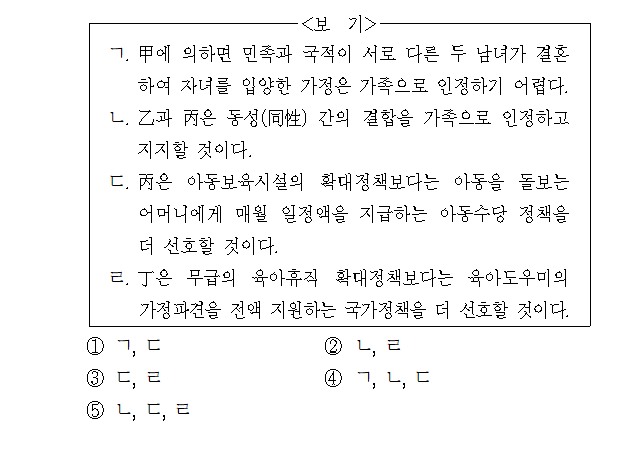 <보 기>
ㄱ. 甲에 의하면 민족과 국적이 서로 다른 두 남녀가 결혼
하여 자녀를 입양한 가정은 가족으로 인정하기 어렵다.
ㄴ. 乙과 丙은 동성(同性) 간의 결합을 가족으로 인정하고
지지할 것이다.
ㄷ. 丙은 아동보육시설의 확대정책보다는 아동을 돌보는
어머니에게 매월 일정액을 지급하는 아동수당 정책을
더 선호할 것이다.
ㄹ. 丁은 무급의 육아휴직 확대정책보다는 육아도우미의
가정파견을 전액 지원하는 국가정책을 더 선호할 것이다.
① ㄱ, ㄷ ② ㄴ, ㄹ
③ ㄷ, ㄹ ④ ㄱ, ㄴ, ㄷ
⑤ ㄴ, ㄷ, ㄹ